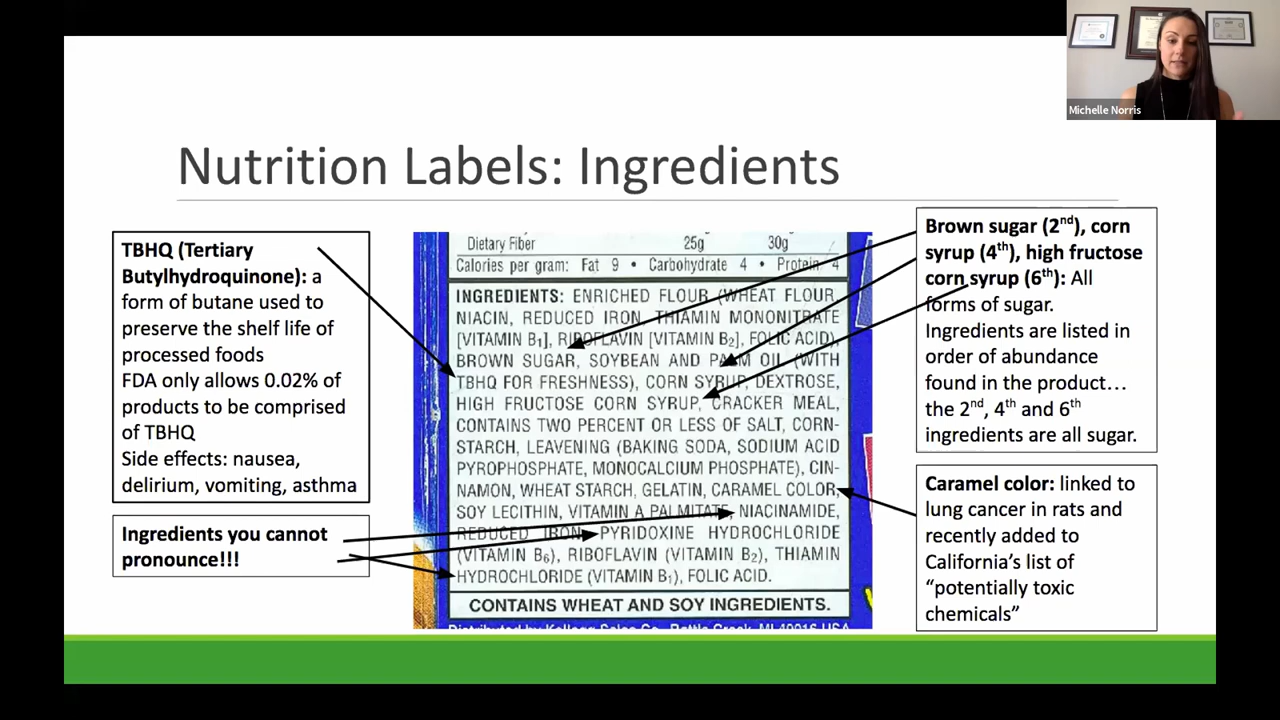 Michelle Norris
Nutrition Labels: Ingredients
TBHQ (Tertiary
Butylhydroquinone): a
form of butane used to
preserve the shelf life of
processed foods
FDA only allows 0.02% of
products to be comprised
of TBHQ
Side effects: nausea,
delirium, vomiting, asthma
Ingredients you cannot
pronounce!!!
Dietary Fiber 25g 30g
Calories per gram: Fat 9 • Carbohydrate 4 • Protein 4
INGREDIENTS: ENRICHED FLOUR (WHEAT FLOUR,
NIACIN, REDUCED IRON, THIAMIN MONONITRATE
[VITAMIN B1], RIBOFLAVIN [VITAMIN B2], FOLIC ACID),
BROWN SUGAR, SOYBEAN AND PALM OIL (WITH
TBHQ FOR FRESHNESS), CORN SYRUP, DEXTROSE,
HIGH FRUCTOSE CORN SYRUP, CRACKER MEAL,
CONTAINS TWO PERCENT OR LESS OF SALT, CORN-
STARCH, LEAVENING (BAKING SODA, SODIUM ACID
PYROPHOSPHATE, MONOCALCIUM PHOSPHATE), CIN-
NAMON, WHEAT STARCH, GELATIN, CARAMEL COLOR,
SOY LECITHIN, VITAMIN A PALMITATE, NIACINAMIDE,
REDUCED IRON, PYRIDOXINE HYDROCHLORIDE
(VITAMIN B6), RIBOFLAVIN (VITAMIN B2), THIAMIN
HYDROCHLORIDE (VITAMIN B1), FOLIC ACID.
CONTAINS WHEAT AND SOY INGREDIENTS.
Distributed by Kellogg Sales Co., Battle Creek, MI 49016 USA
Brown sugar (2nd), corn
syrup (4th), high fructose
corn syrup (6th): All
forms of sugar.
Ingredients are listed in
order of abundance
found in the product…
the 2nd, 4th and 6th
ingredients are all sugar.
Caramel color: linked to
lung cancer in rats and
recently added to
California’s list of
“potentially toxic
chemicals”